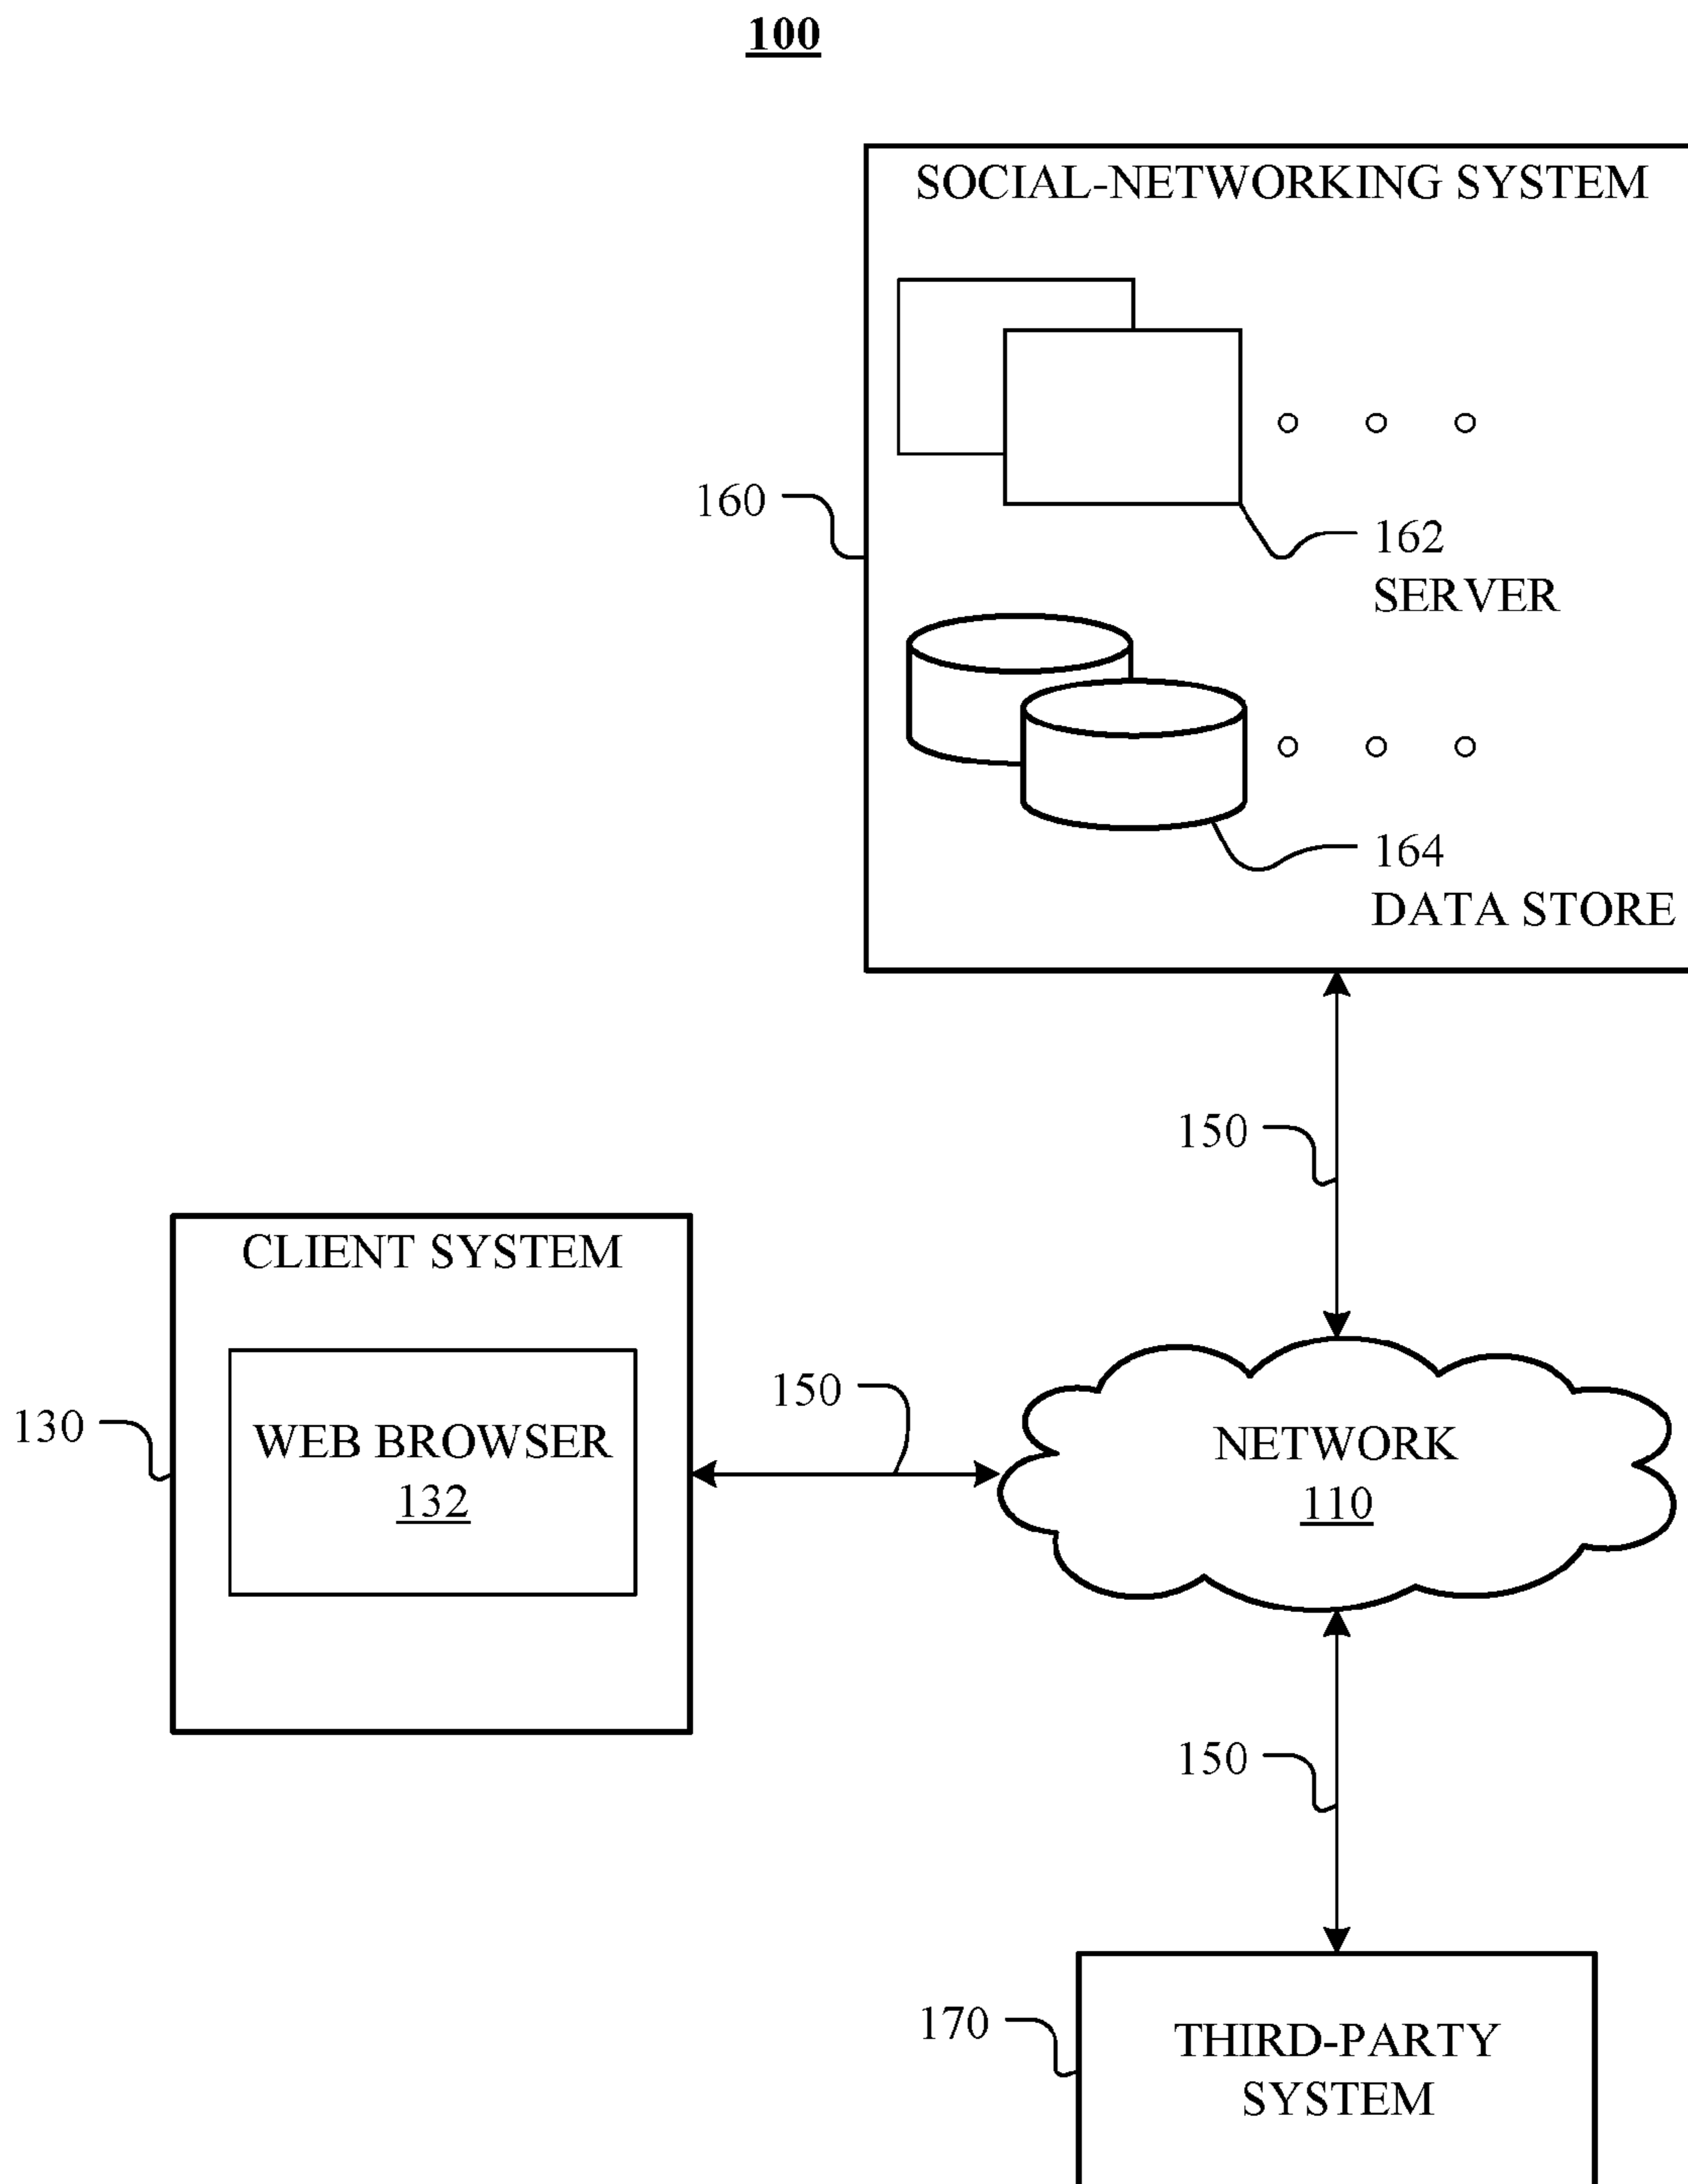 100
SOCIAL-NETWORKING SYSTEM
160
162
SERVER
164
DATA STORE
150
CLIENT SYSTEM
130
WEB BROWSER
132
150
NETWORK
110
150
170
THIRD-PARTY
SYSTEM